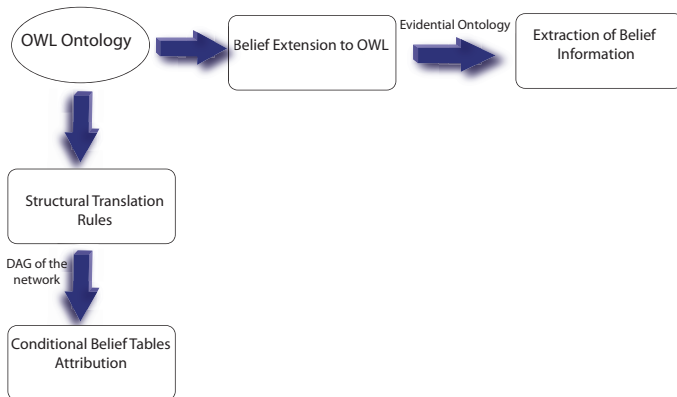 OWL Ontology
Belief Extension to OWL
Evidential Ontology
Extraction of Belief
Information
Structural Translation
Rules
DAG of the
network
Conditional Belief Tables
Attribution